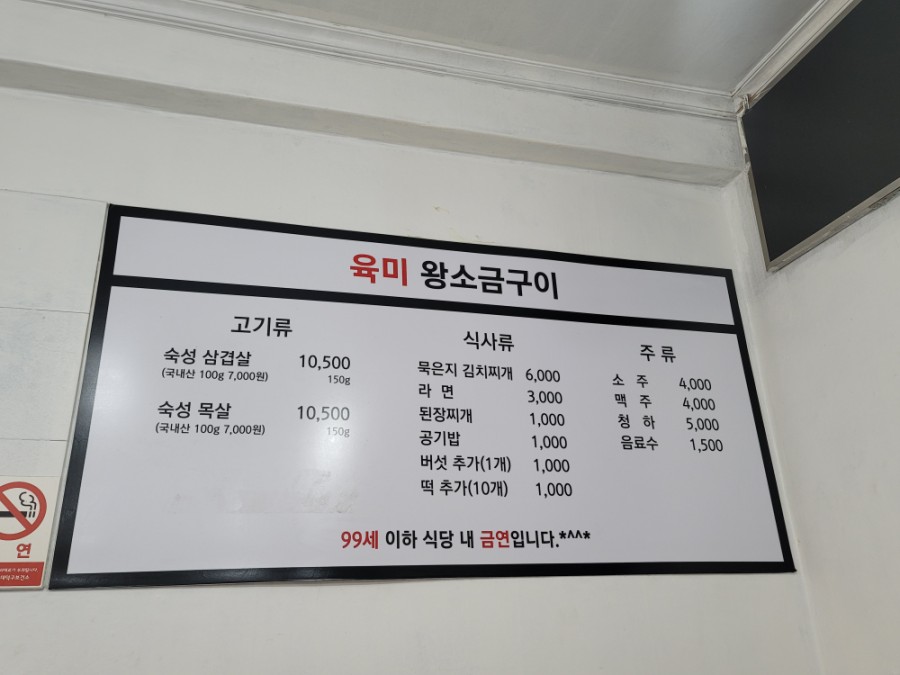 육미 왕소금구이
고기류
숙성 삼겹살 10,500
(국내산 100g 7,000원) 150g
숙성 목살 10,500
(국내산 100g 7,000원) 150g
식사류
묵은지 김치찌개 6,000
라 면 3,000
된장찌개 1,000
공기밥 1,000
버섯 추가(1개) 1,000
떡 추가(10개) 1,000
주 류
소 주 4,000
맥 주 4,000
청 하 5,000
음료수 1,500
99세 이하 식당 내 금연입니다.*^^*
연